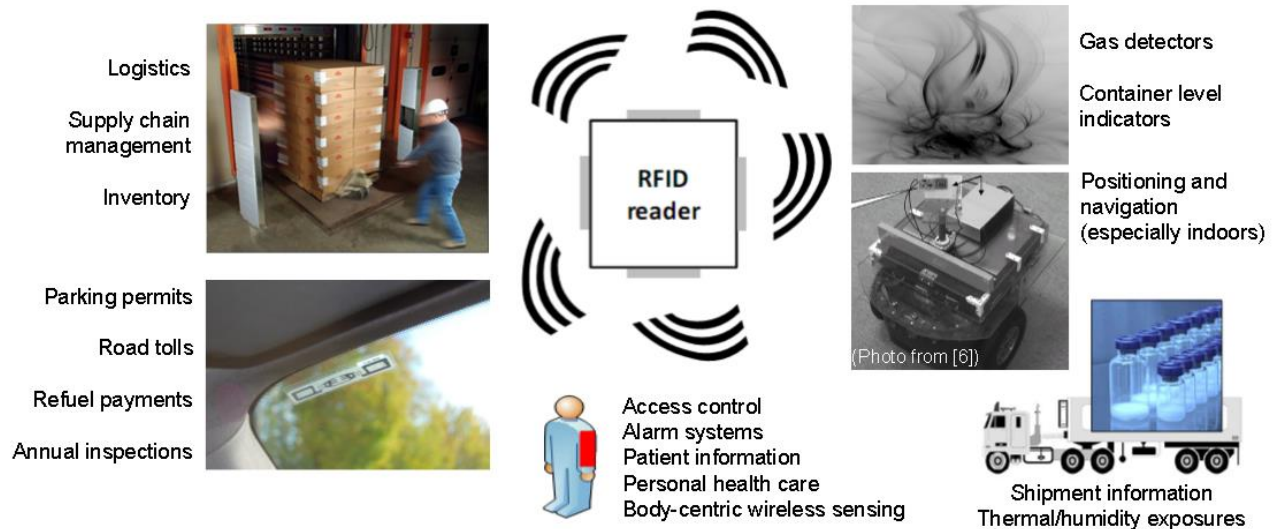 Logistics
Supply chain
management
Inventory
Parking permits
Road tolls
Refuel payments
Annual inspections
RFID
reader
Access control
Alarm systems
Patient information
Personal health care
Body-centric wireless sensing
Gas detectors
Container level
indicators
Positioning and
navigation
(especially indoors)
(Photo from [6])
Shipment information
Thermal/humidity exposures